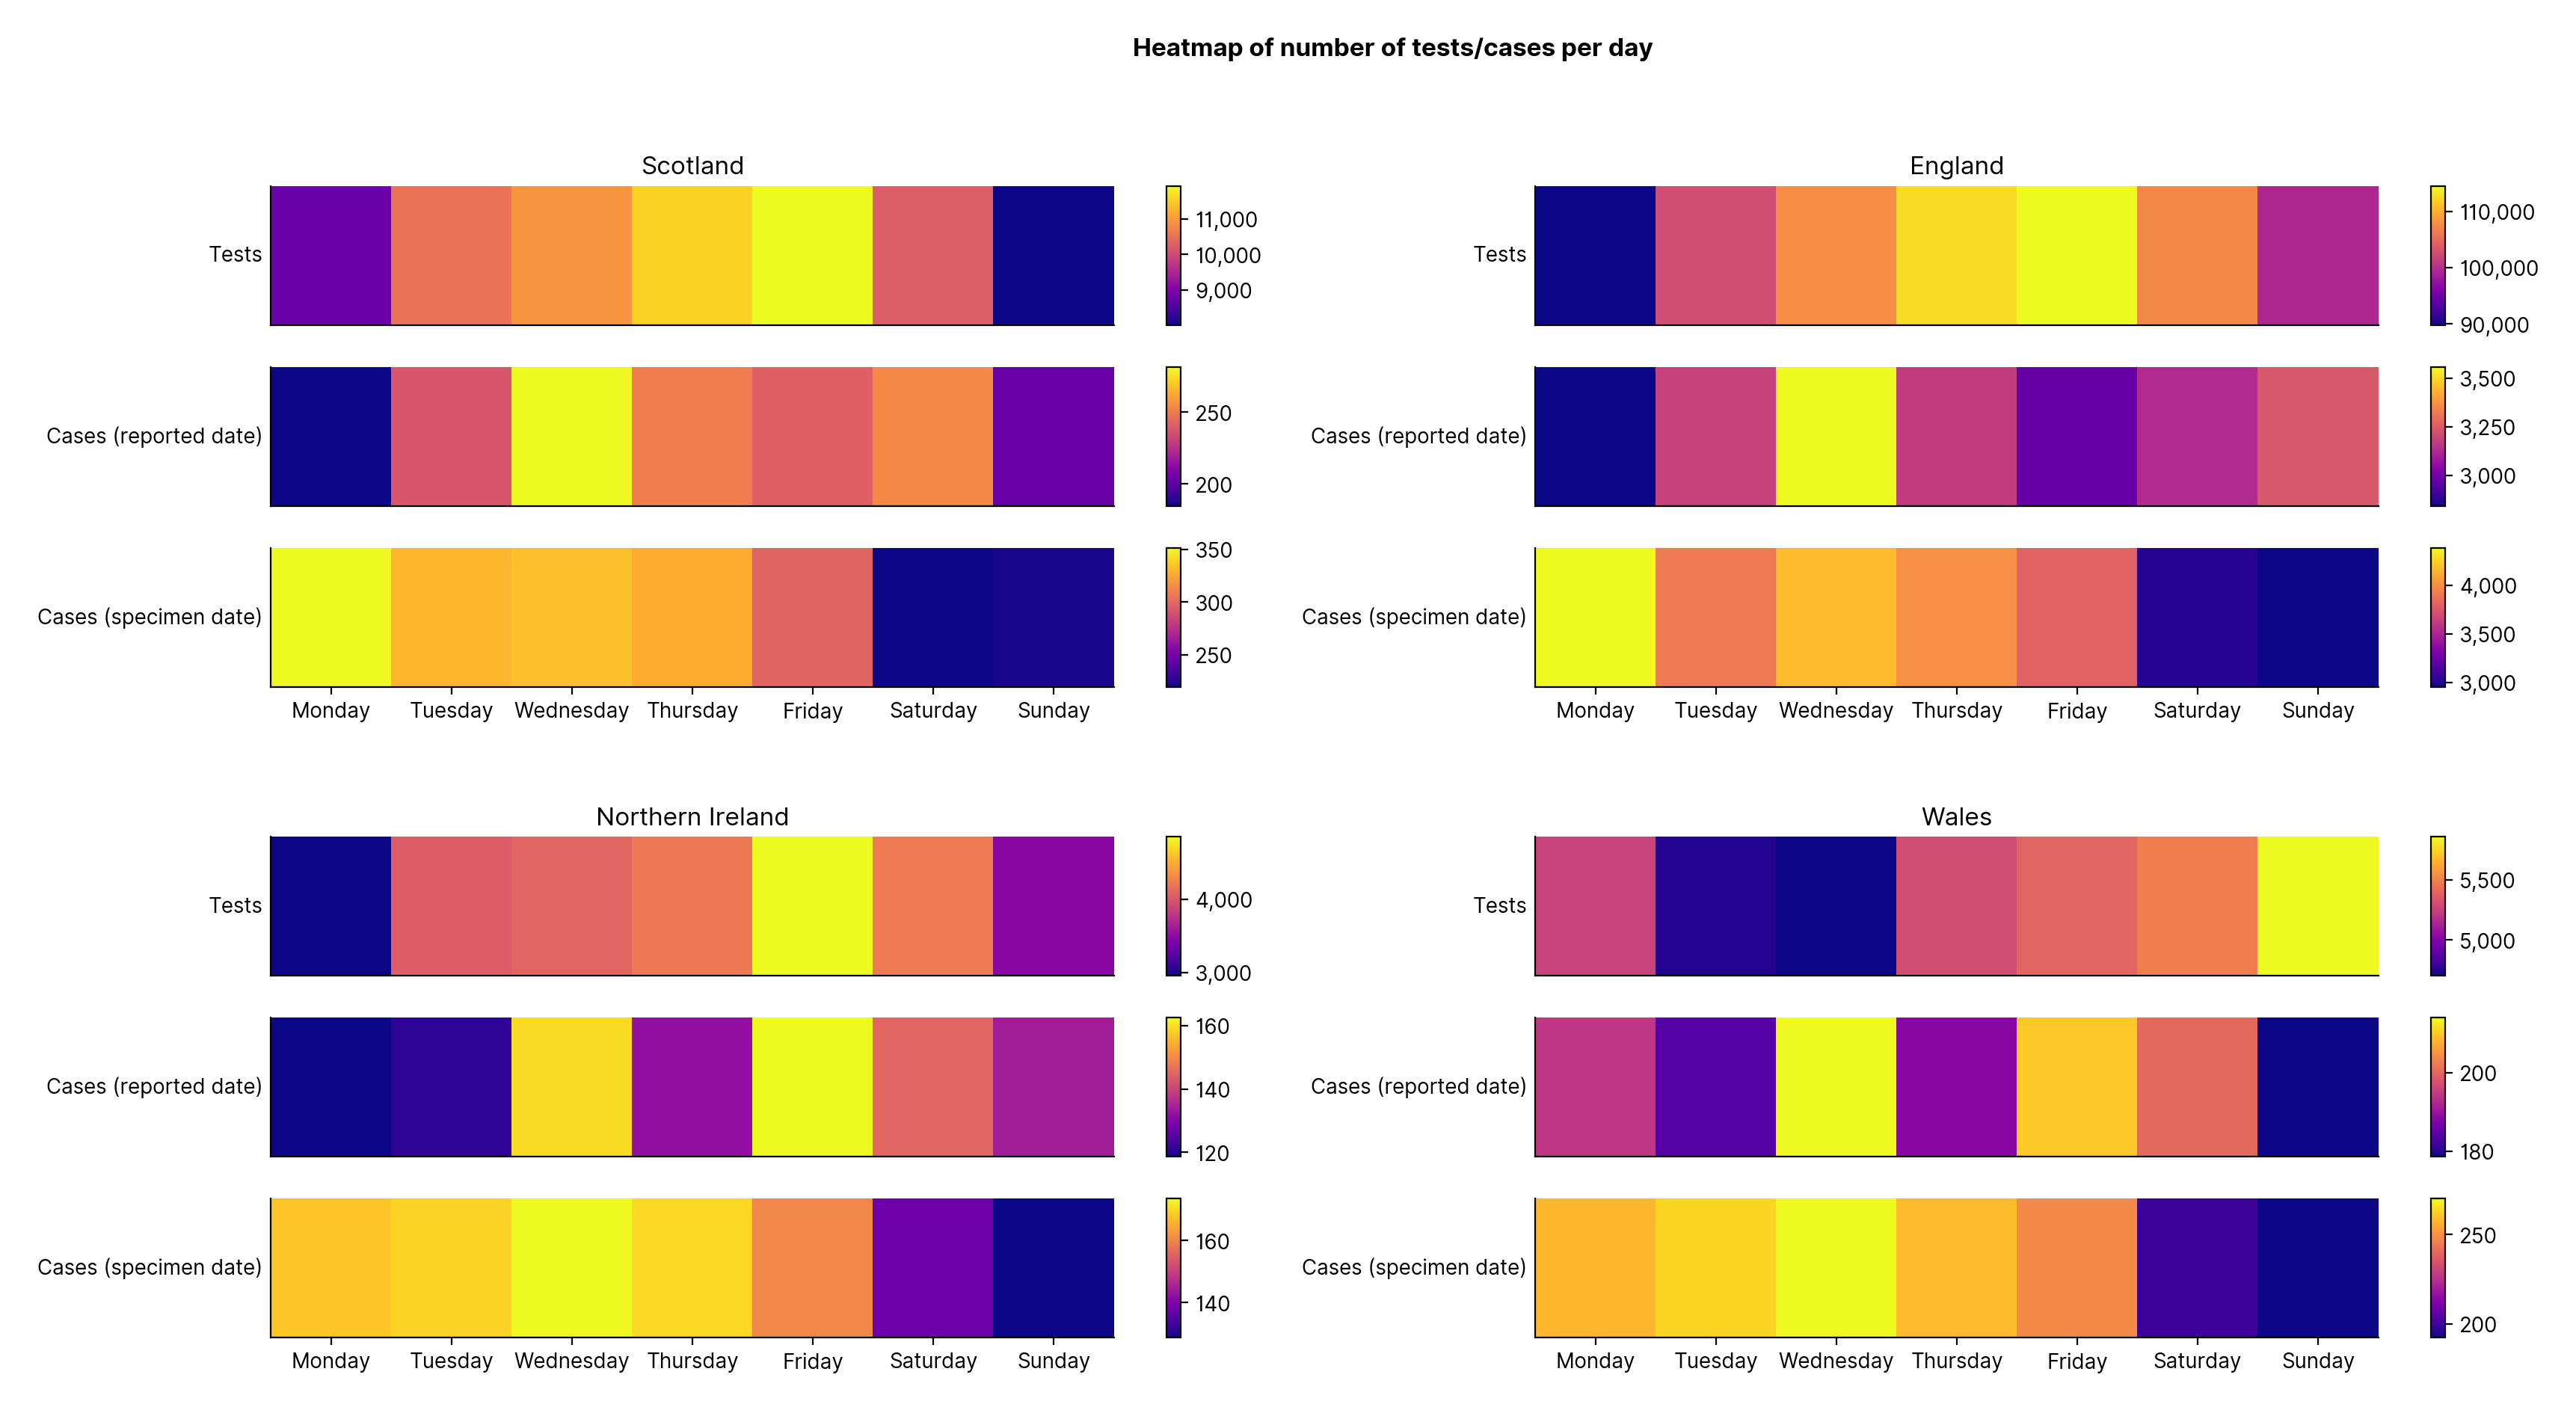 Heatmap of number of tests/cases per day
Scotland
Tests
11,000
10,000
9,000
Cases (reported date)
250
200
Cases (specimen date)
350
300
250
Monday Tuesday Wednesday Thursday Friday Saturday Sunday
England
Tests
110,000
100,000
90,000
Cases (reported date)
3,500
3,250
3,000
Cases (specimen date)
4,000
3,500
3,000
Monday Tuesday Wednesday Thursday Friday Saturday Sunday
Northern Ireland
Tests
4,000
3,000
Cases (reported date)
160
140
120
Cases (specimen date)
160
140
Monday Tuesday Wednesday Thursday Friday Saturday Sunday
Wales
Tests
5,500
5,000
Cases (reported date)
200
180
Cases (specimen date)
250
200
Monday Tuesday Wednesday Thursday Friday Saturday Sunday